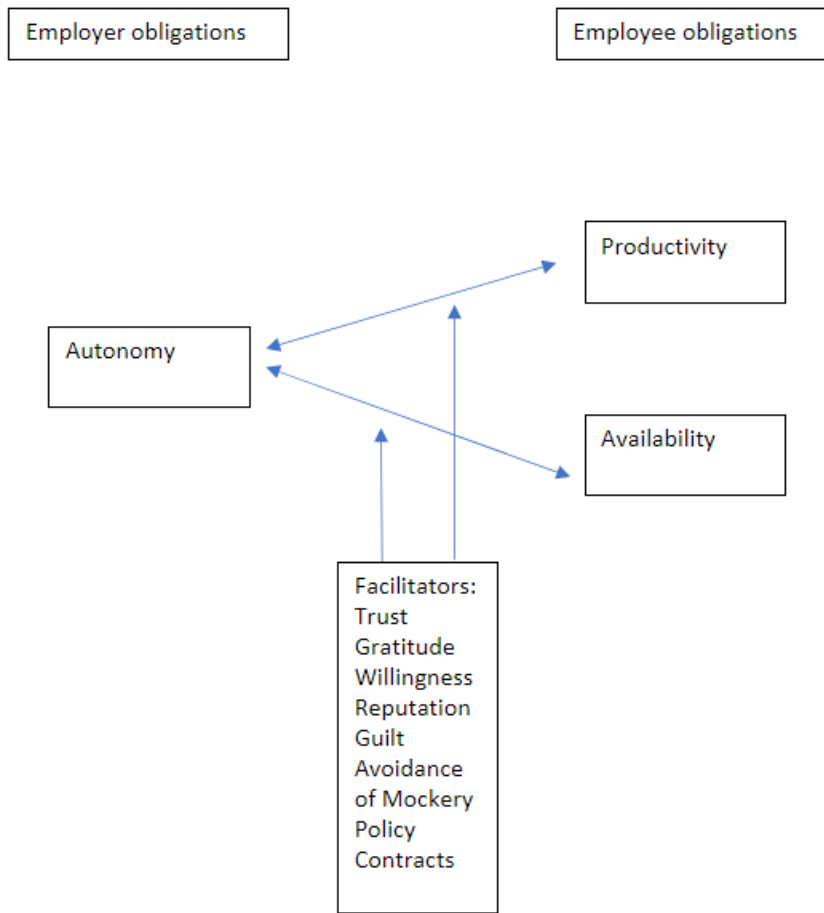 Employer obligations
Employee obligations
Productivity
Autonomy
Availability
Facilitators:
Trust
Gratitude
Willingness
Reputation
Guilt
Avoidance
of Mockery
Policy
Contracts